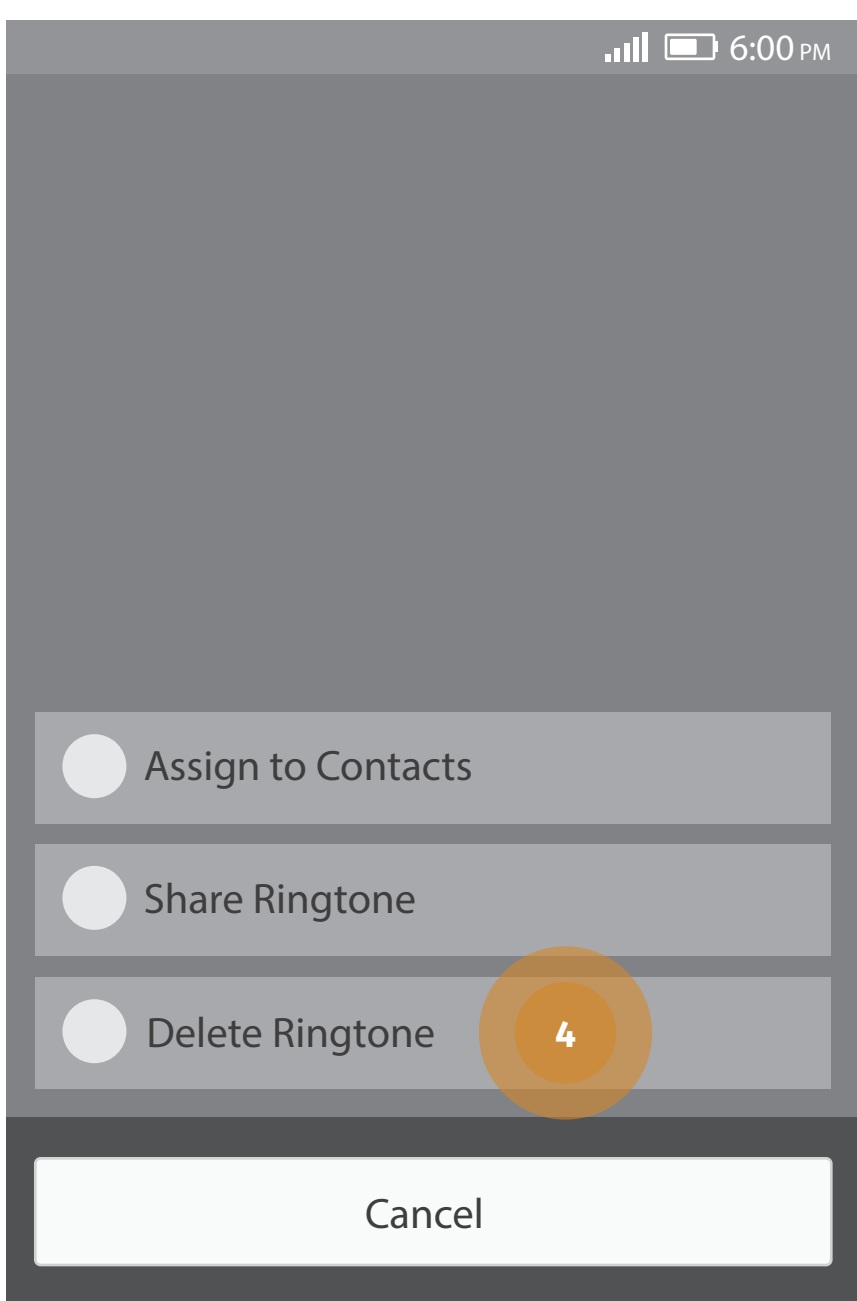 6:00 PM
Assign to Contacts
Share Ringtone
Delete Ringtone 4
Cancel